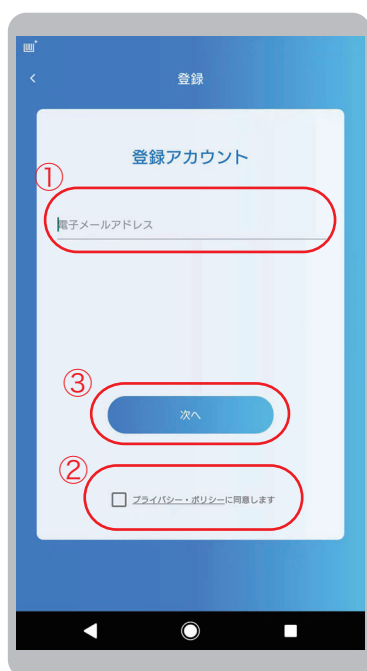 登録
登録アカウント
①
電子メールアドレス
③
次へ
②
プライバシー・ポリシーに同意します